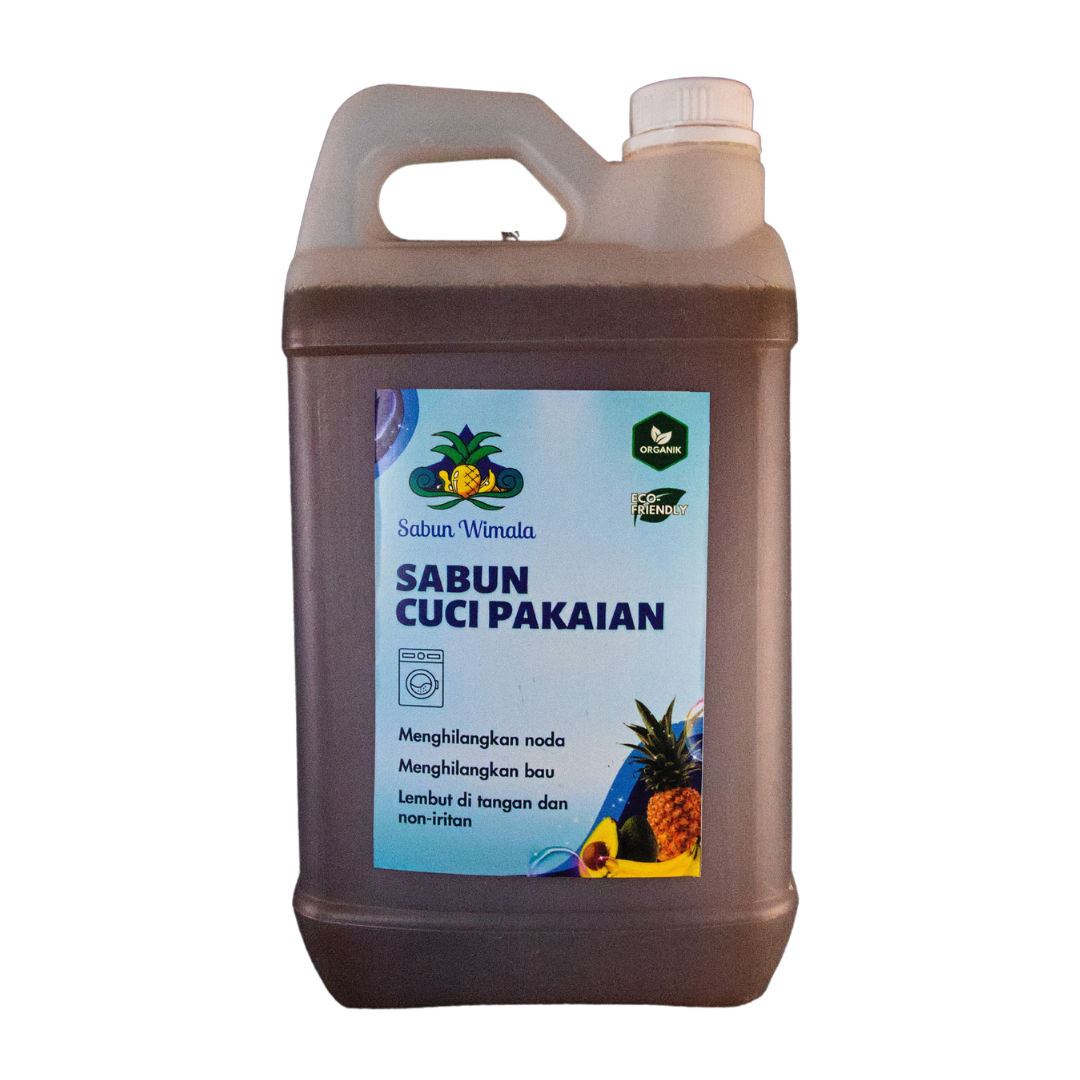 ORGANIK
ECO-
FRIENDLY
Sabun Wimala
SABUN
CUCI PAKAIAN
Menghilangkan noda
Menghilangkan bau
Lembut di tangan dan
non-iritan